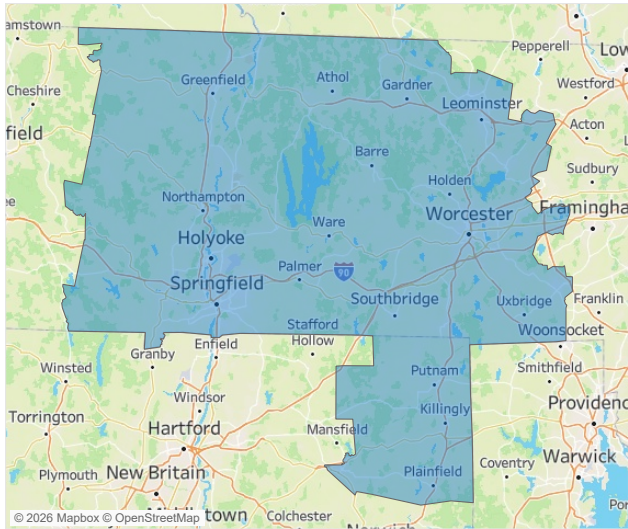 amstown
Pepperell
Low
Cheshire
Greenfield
Athol
Gardner
Westford
Leominster
field
Acton
Barre
Sudbury
Holden
Northampton
ee
Framingha
Ware
Worcester
Holyoke
Palmer
90
Springfield
Southbridge
Uxbridge
Franklin
Stafford
Hollow
Woonsocket
Enfield
Granby
Winsted
Putnam
Smithfield
Windsor
Killingly
Providenc
Torrington
Hartford
Mansfield
Warwick
Coventry
Plymouth
New Britain
Plainfield
Por
Colchester
© 2026 Mapbox © OpenStreetMap
town